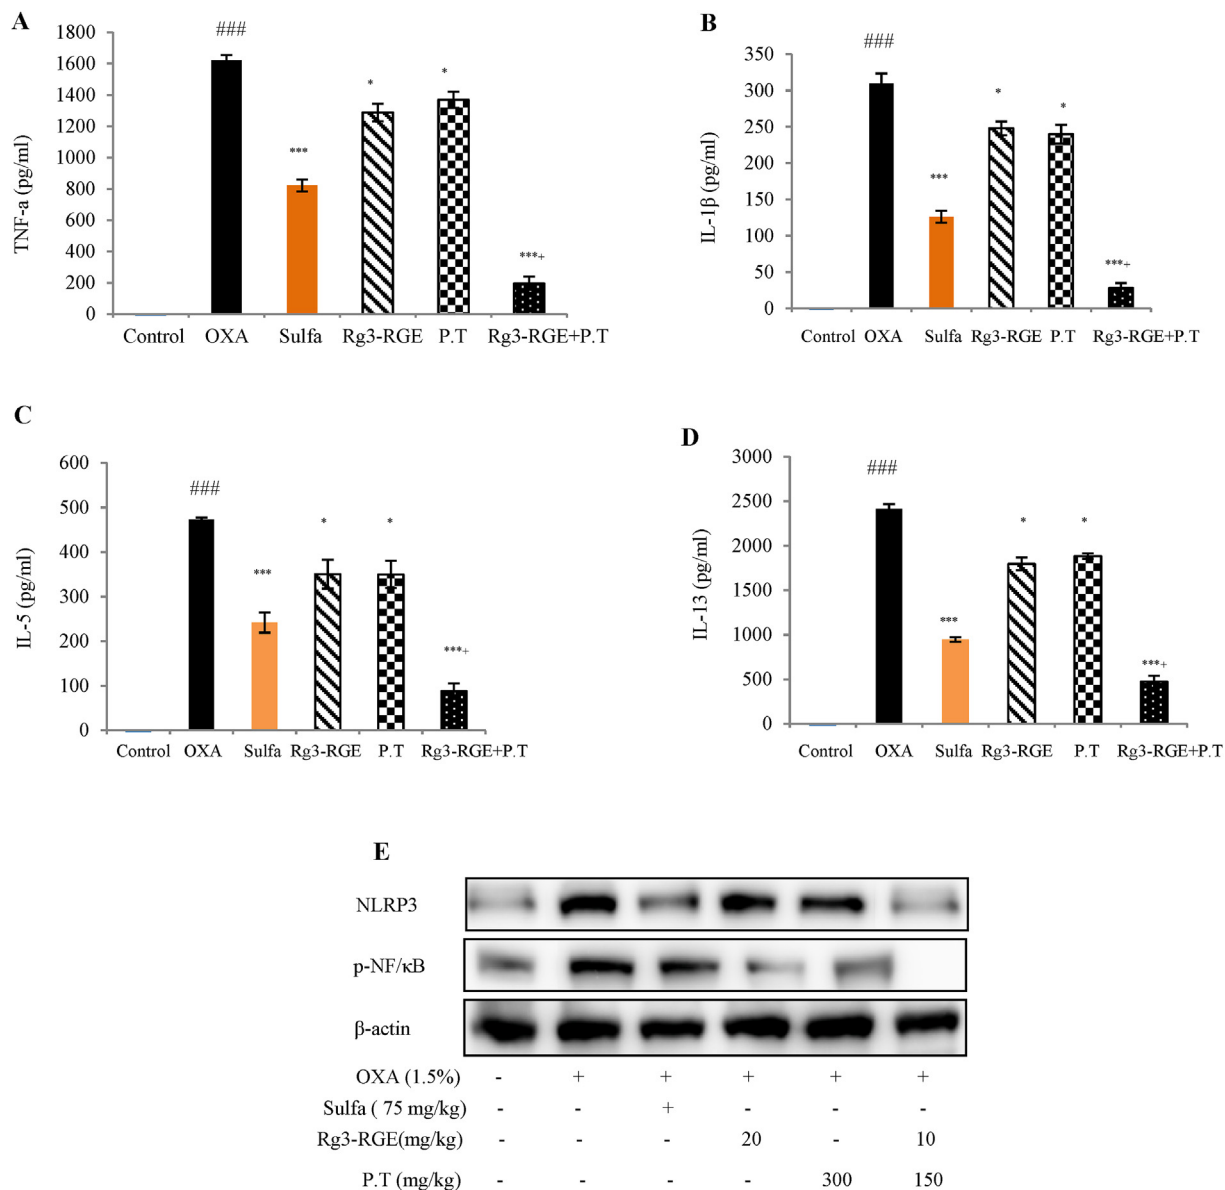 A
###
1800
1600
1400
1200
1000
800
600
400
200
0
TNF-a (pg/ml)
***
*
*
***+
Control OXA Sulfa Rg3-RGE P.T Rg3-RGE+P.T
B
###
350
300
250
200
150
100
50
0
IL-1β (pg/ml)
***
*
*
***+
Control OXA Sulfa Rg3-RGE P.T Rg3-RGE+P.T
C
600
500
400
300
200
100
0
IL-5 (pg/ml)
###
***
*
*
***+
Control OXA Sulfa Rg3-RGE P.T Rg3-RGE+P.T
D
3000
2500
2000
1500
1000
500
0
IL-13 (pg/ml)
###
***
*
*
***+
Control OXA Sulfa Rg3-RGE P.T Rg3-RGE+P.T
E
NLRP3
p-NF/κB
β-actin
OXA (1.5%) - + + + + +
Sulfa ( 75 mg/kg) - - + - - -
Rg3-RGE(mg/kg) - - - 20 - 10
P.T (mg/kg) - - - - 300 150